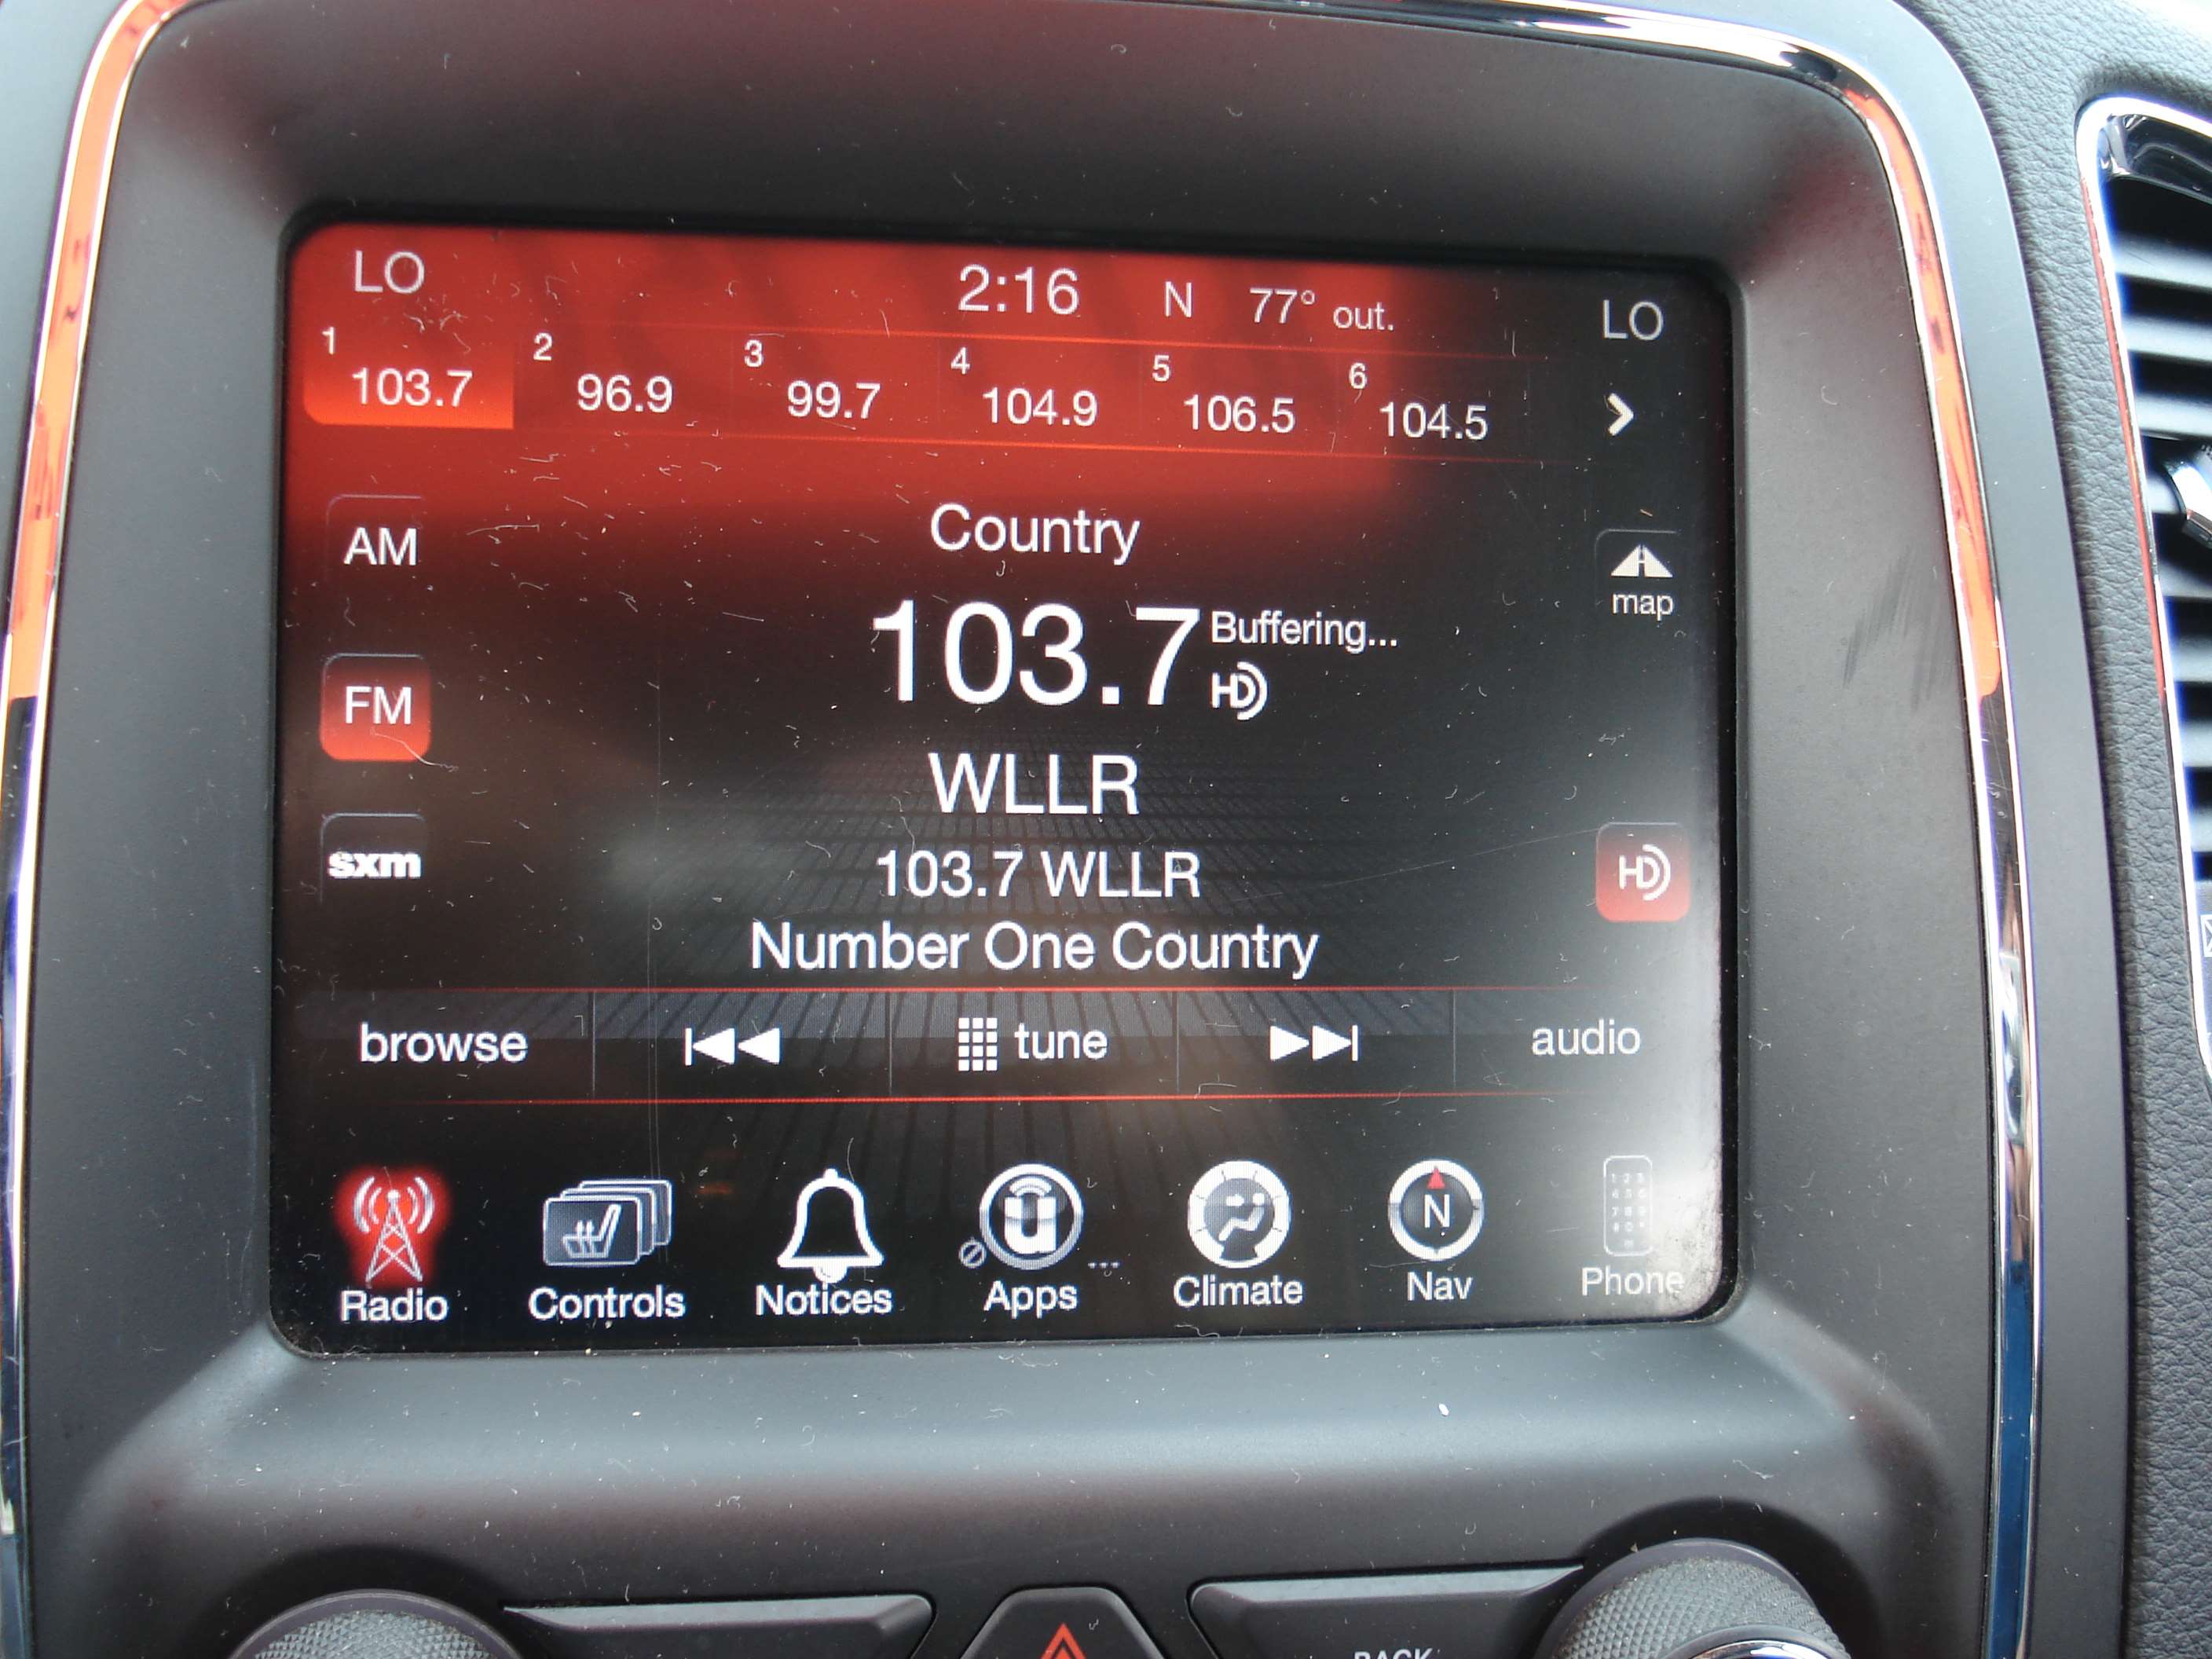 LO 2:16 N 77° out. LO
1 103.7 2 96.9 3 99.7 4 104.9 5 106.5 6 104.5
AM
Country
map
103.7 Buffering...
HD
FM
WLLR
sxm
103.7 WLLR
HD
Number One Country
browse tune audio
N
Radio Controls Notices Apps Climate Nav Phone
BACK